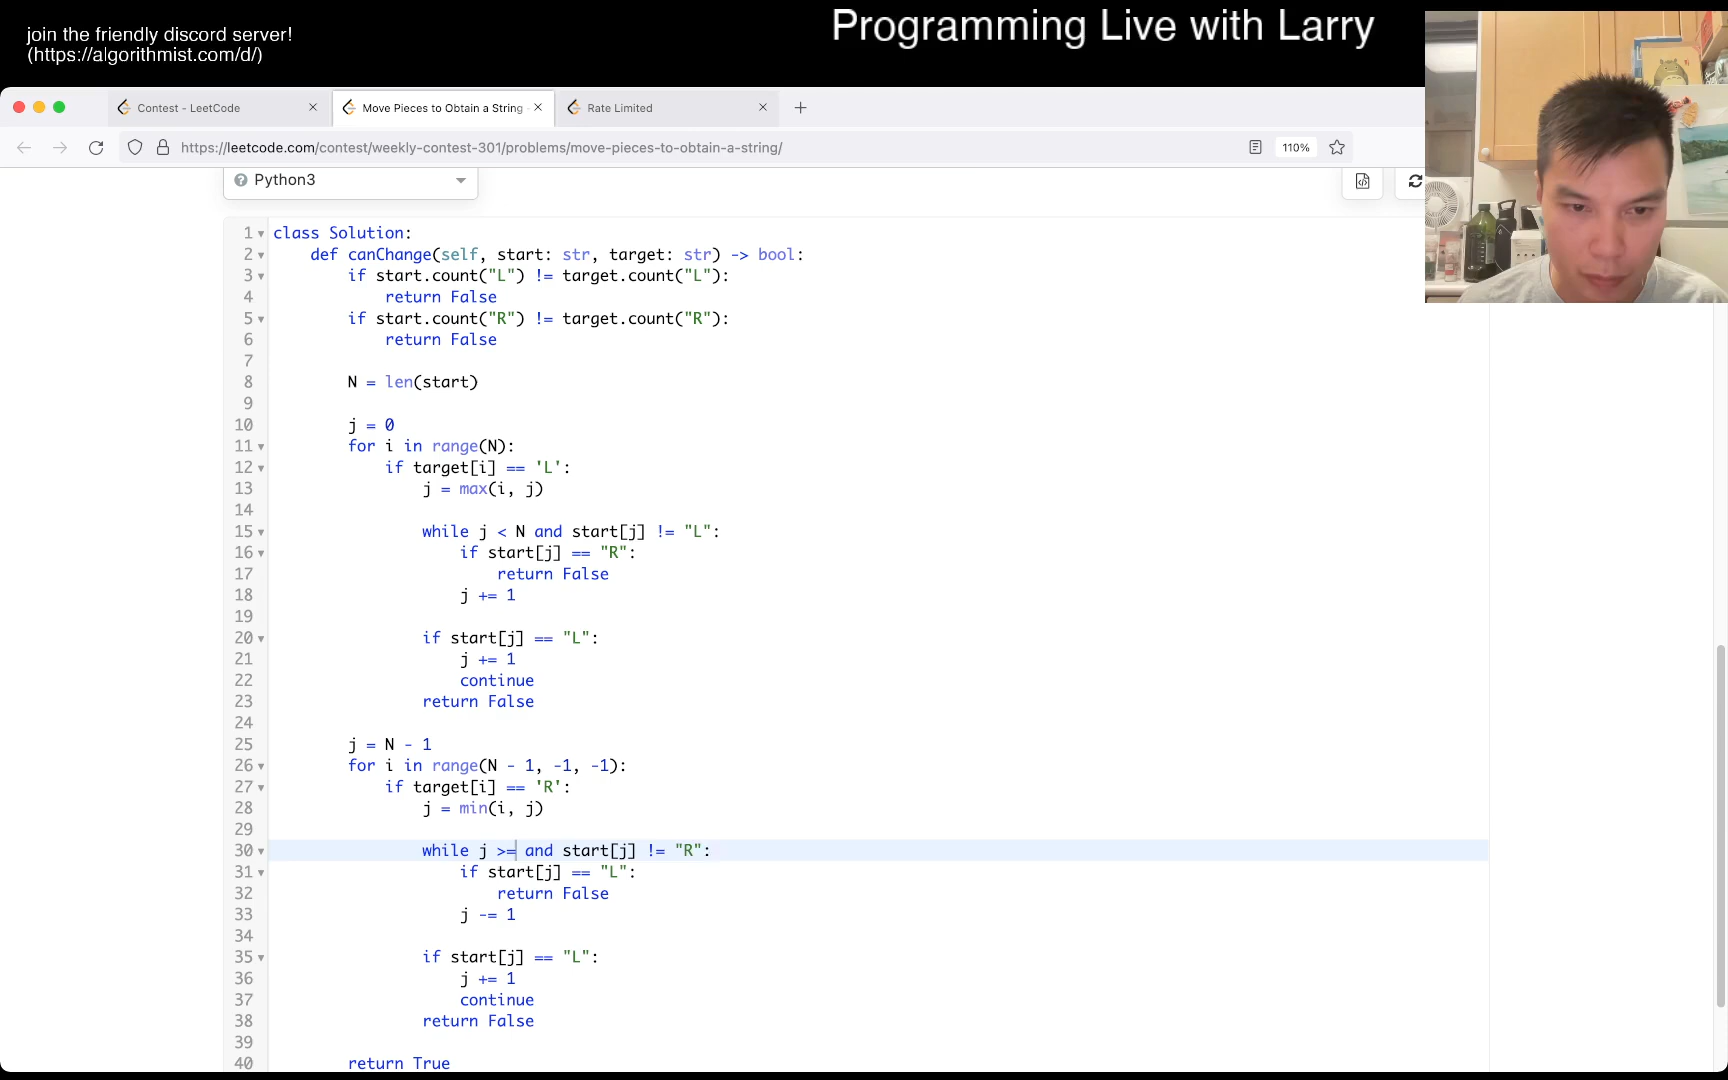 join the friendly discord server!
(https://algorithmist.com/d/)
Programming Live with Larry
Contest - LeetCode
Move Pieces to Obtain a String -
Rate Limited
https://leetcode.com/contest/weekly-contest-301/problems/move-pieces-to-obtain-a-string/
110%
Python3
1 class Solution:
2     def canChange(self, start: str, target: str) -> bool:
3         if start.count("L") != target.count("L"):
4             return False
5         if start.count("R") != target.count("R"):
6             return False
7
8         N = len(start)
9
10         j = 0
11         for i in range(N):
12             if target[i] == 'L':
13                 j = max(i, j)
14
15                 while j < N and start[j] != "L":
16                     if start[j] == "R":
17                         return False
18                     j += 1
19
20                 if start[j] == "L":
21                     j += 1
22                     continue
23                 return False
24
25         j = N - 1
26         for i in range(N - 1, -1, -1):
27             if target[i] == 'R':
28                 j = min(i, j)
29
30                 while j >= and start[j] != "R":
31                     if start[j] == "L":
32                         return False
33                     j -= 1
34
35                 if start[j] == "L":
36                     j += 1
37                     continue
38                 return False
39
40         return True